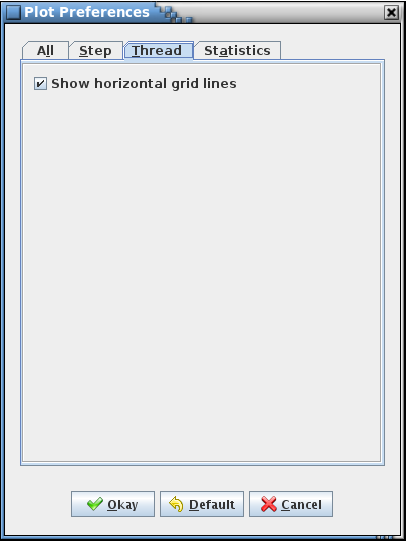 Plot Preferences
All Step Thread Statistics
Show horizontal grid lines
Okay Default Cancel